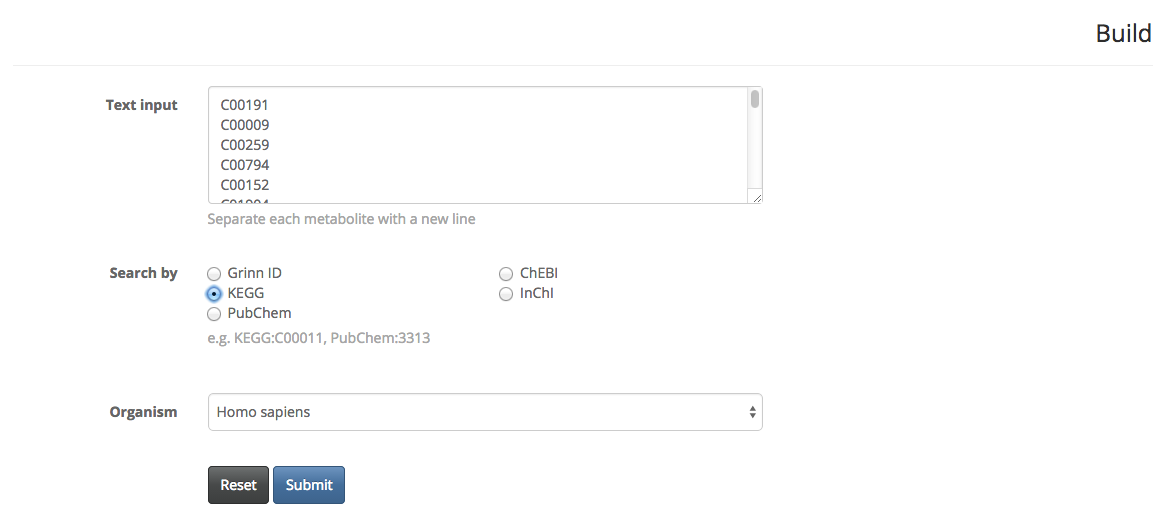 Build
Text input
C00191
C00009
C00259
C00794
C00152
Separate each metabolite with a new line
Search by
Grinn ID
ChEBI
KEGG
InChI
PubChem
e.g. KEGG:C00011, PubChem:3313
Organism
Homo sapiens
Reset Submit